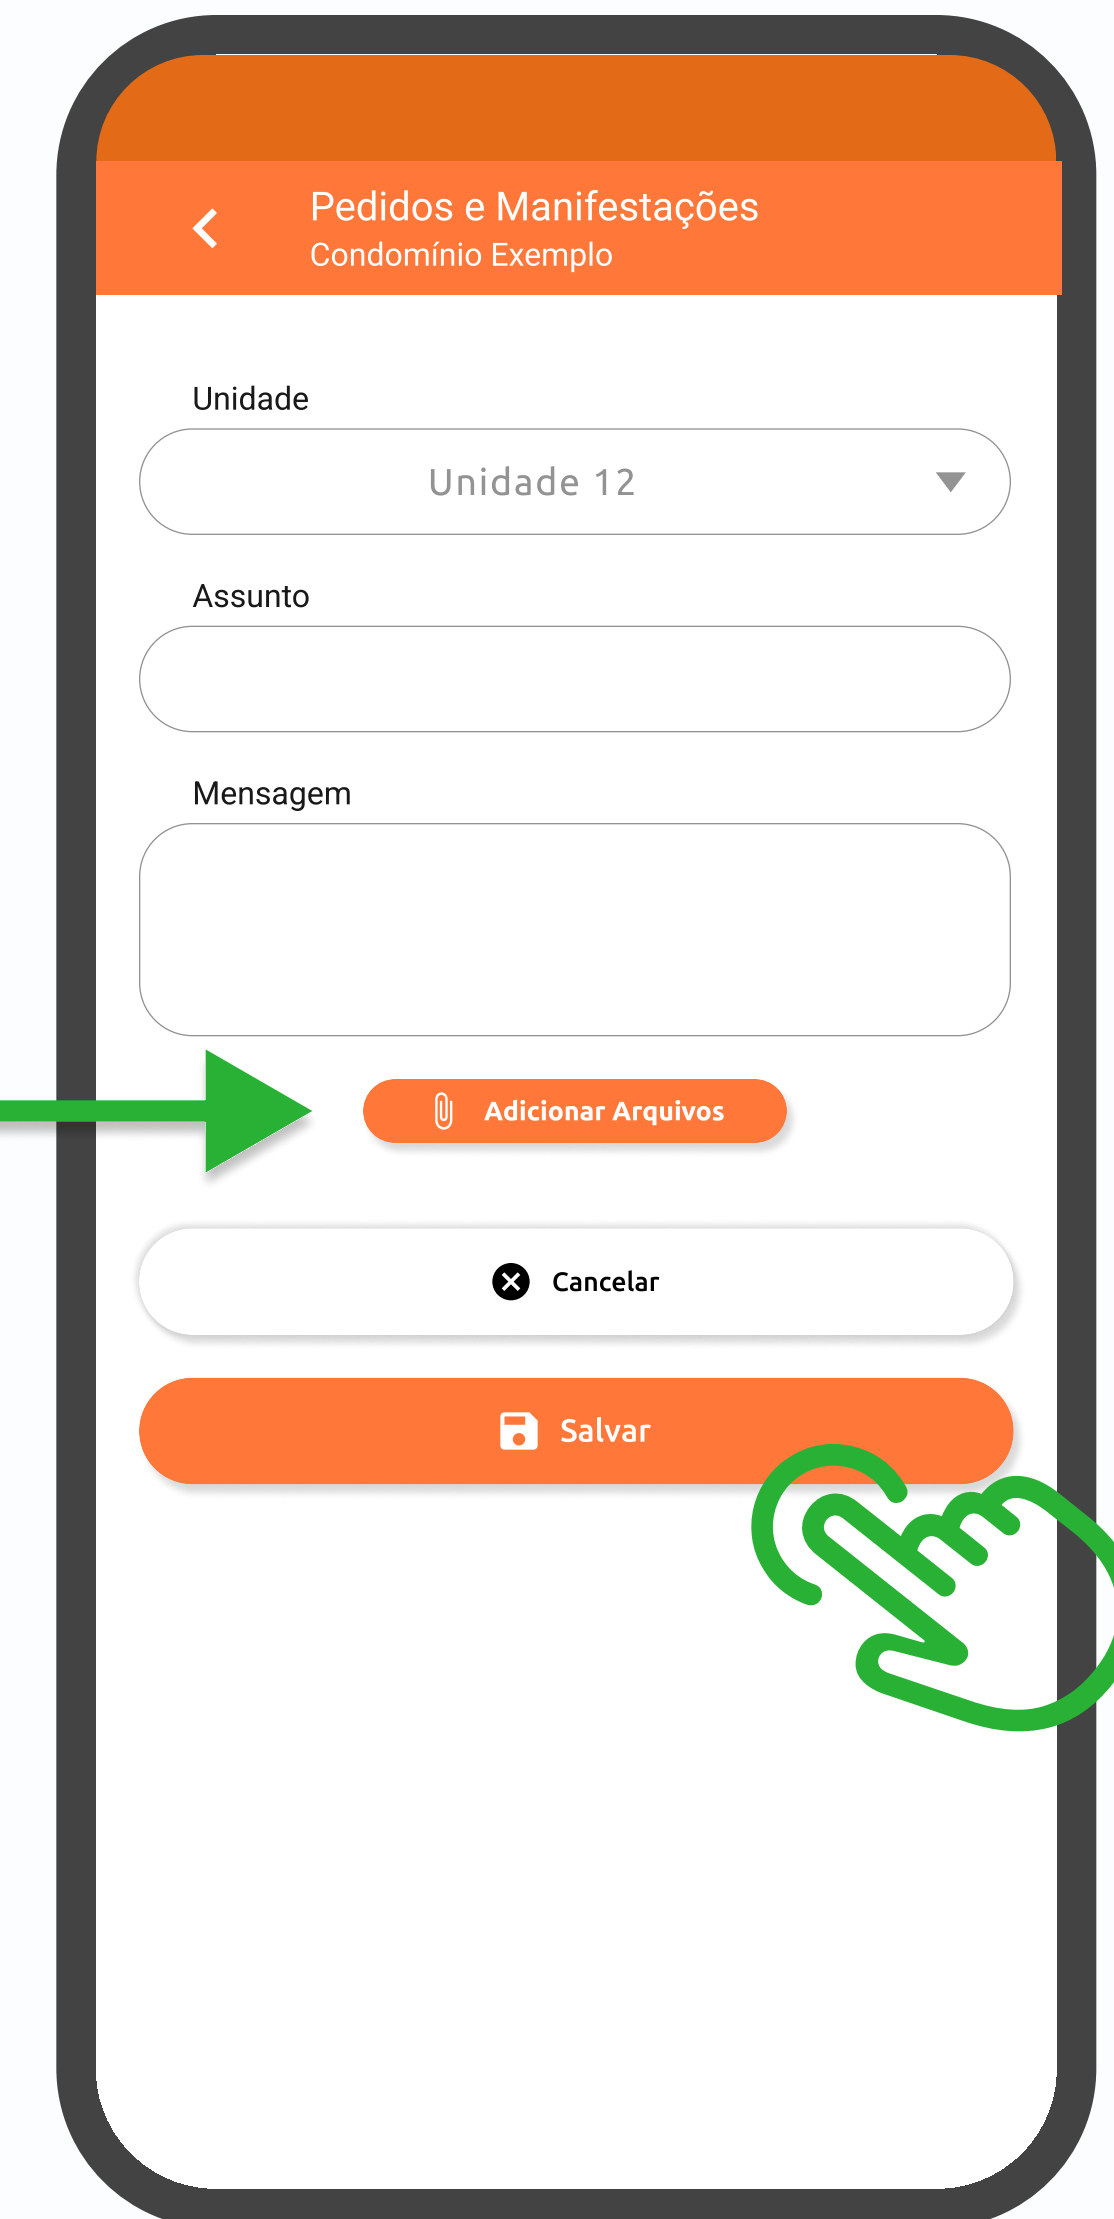 Pedidos e Manifestações
Condomínio Exemplo
Unidade
Unidade 12
Assunto
Mensagem
Adicionar Arquivos
Cancelar
Salvar